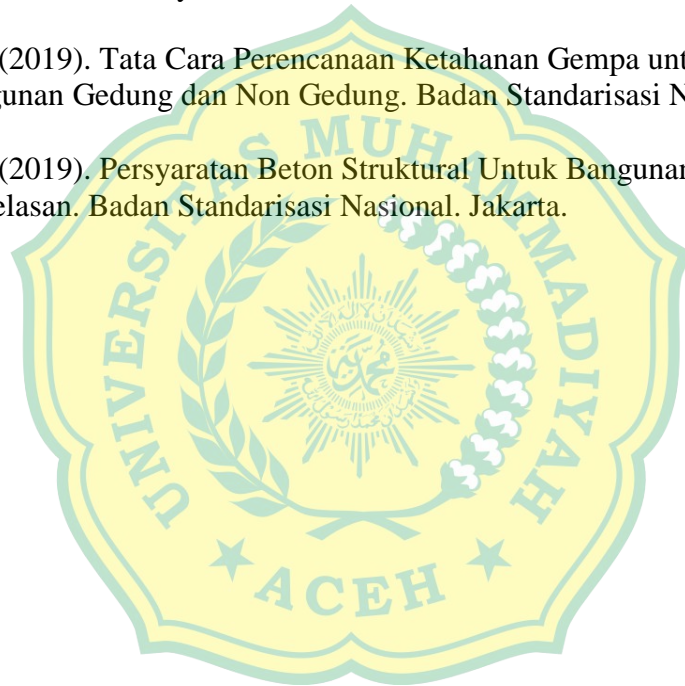 (2019). Tata Cara Perencanaan Ketahanan Gempa unt
gunan Gedung dan Non Gedung. Badan Standarisasi N
(2019). Persyaratan Beton Struktural Untuk Bangunan
elasan. Badan Standarisasi Nasional. Jakarta.
UNIVERSITAS MUHAMMADIYAH
ACEH